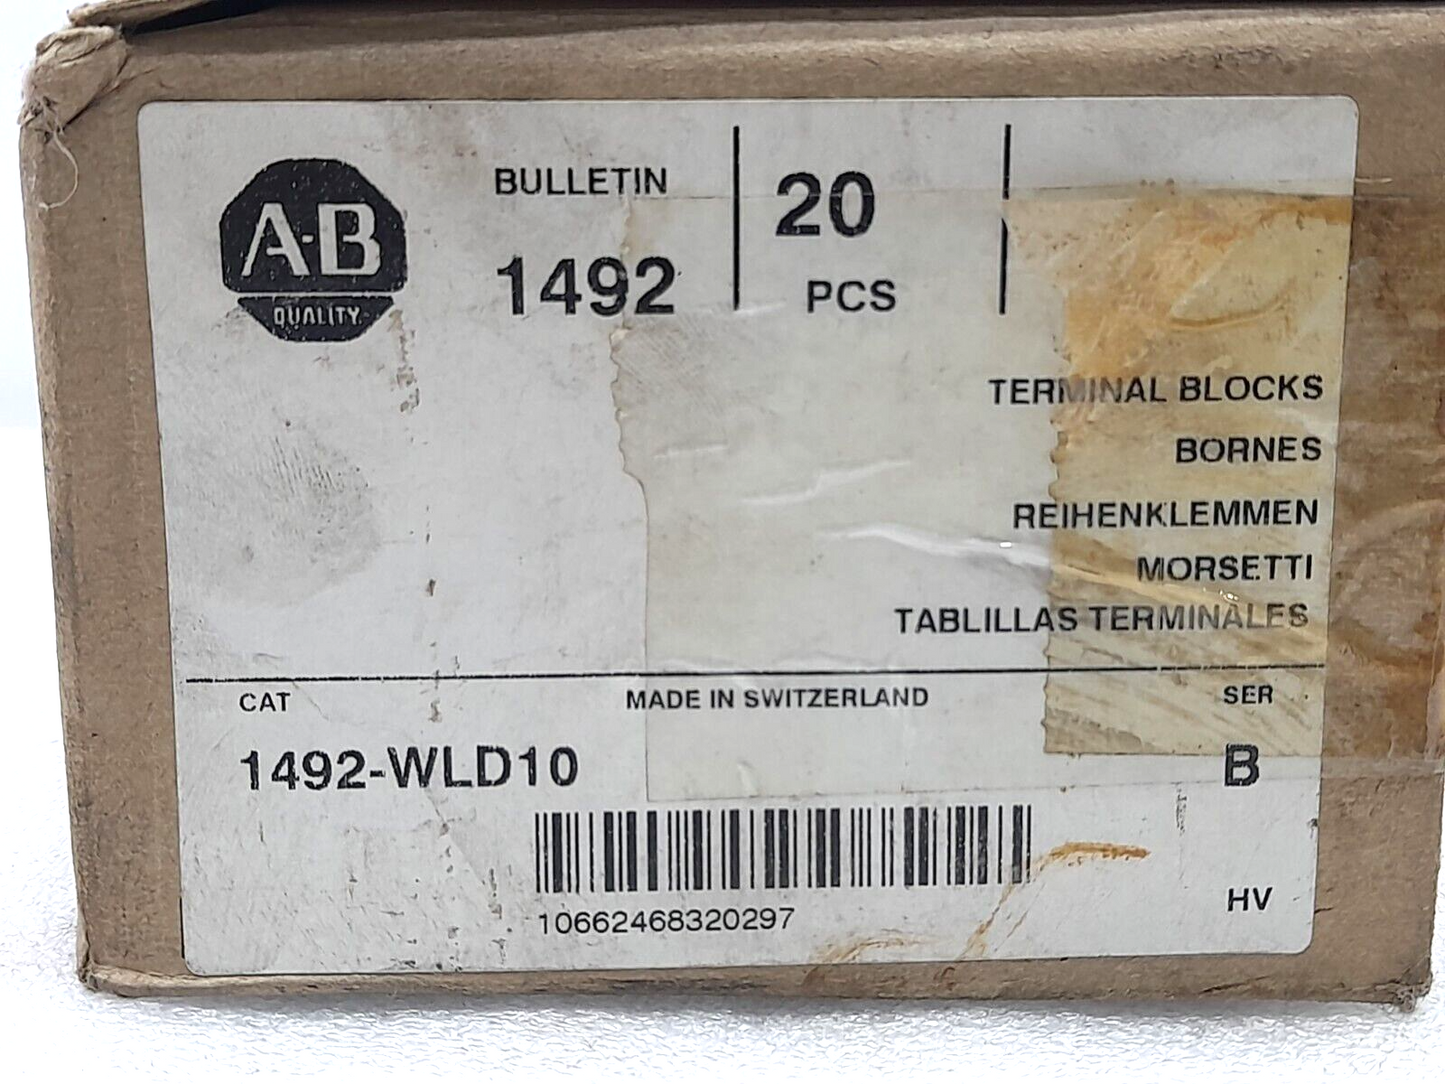 A-B
QUALITY
BULLETIN
1492
20
PCS
TERMINAL BLOCKS
BORNES
REIHENKLEMMEN
MORSETTI
TABLILLAS TERMINALES
CAT
MADE IN SWITZERLAND
SER
1492-WLD10
B
10662468320297
HV